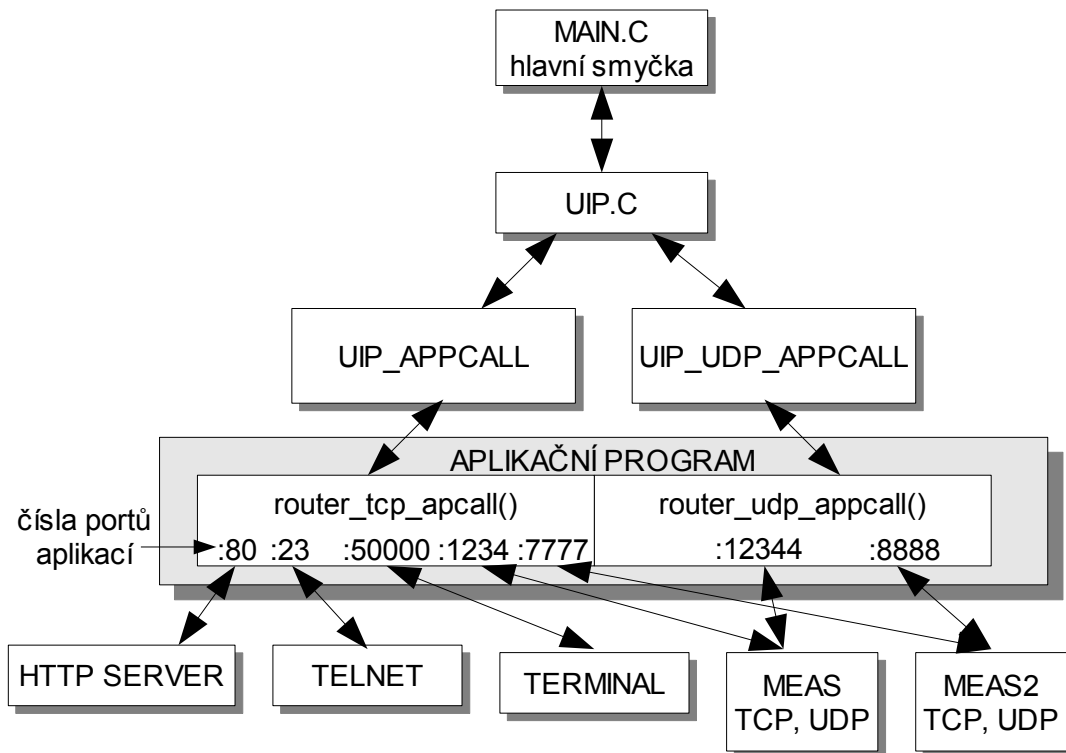 MAIN.C
hlavní smyčka
UIP.C
UIP_APPCALL
UIP_UDP_APPCALL
APLIKAČNÍ PROGRAM
router_tcp_apcall()
router_udp_appcall()
čísla portů
aplikací
:80 :23 :50000 :1234 :7777
:12344 :8888
HTTP SERVER
TELNET
TERMINAL
MEAS
TCP, UDP
MEAS2
TCP, UDP